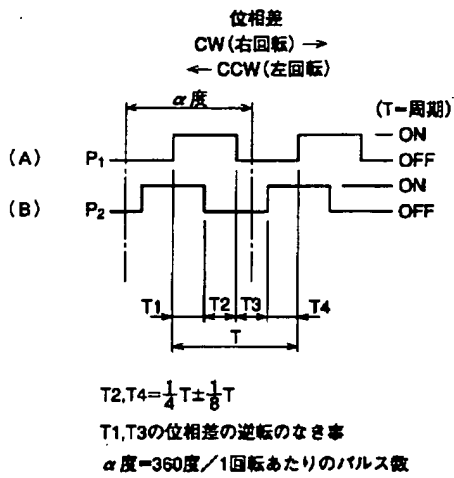 位相差
CW(右回転) →
← CCW(左回転)
α度
(T=周期)
(A) P₁ ON
OFF
ON
(B) P₂ OFF
T1 T2 T3 T4
T
T2,T4=1/4T±1/8T
T1,T3の位相差の逆転のなき事
α度=360度/1回転あたりのパルス数